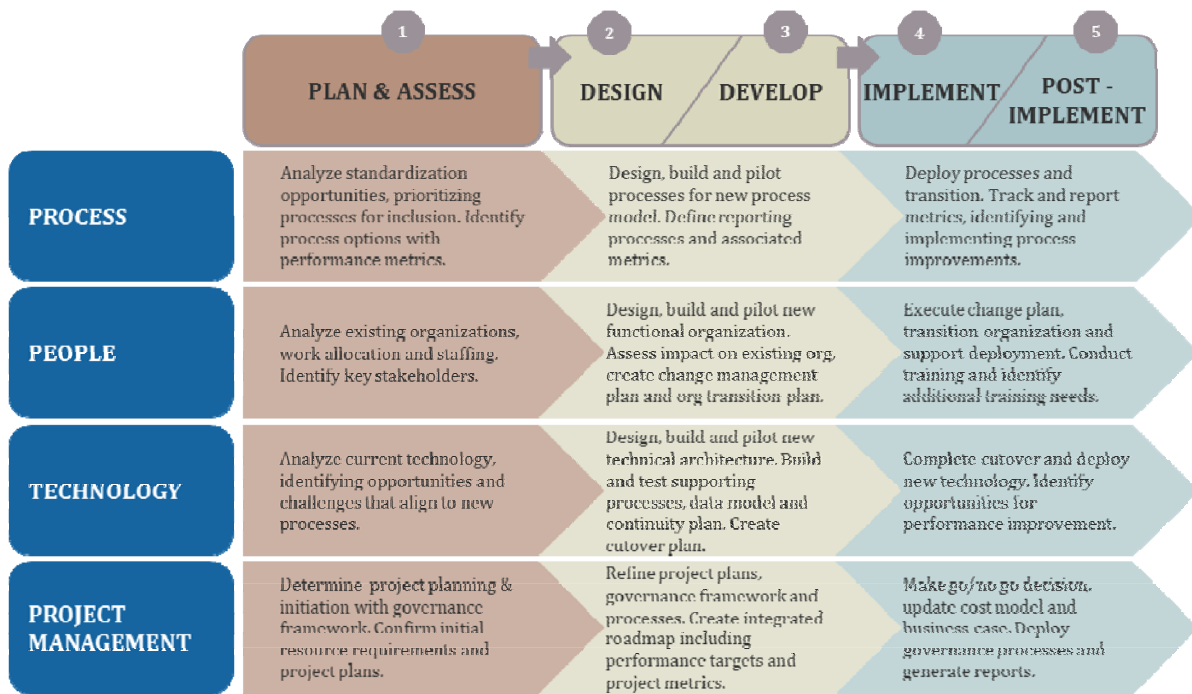 1
2
3
4
5
PLAN & ASSESS
DESIGN
DEVELOP
IMPLEMENT
POST -
IMPLEMENT
PROCESS
Analyze standardization
opportunities, prioritizing
processes for inclusion. Identify
process options with
performance metrics.
Design, build and pilot
processes for new process
model. Define reporting
processes and associated
metrics.
Deploy processes and
transition. Track and report
metrics, identifying and
implementing process
improvements.
PEOPLE
Analyze existing organizations,
work allocation and staffing.
Identify key stakeholders.
Design, build and pilot new
functional organization.
Assess impact on existing org,
create change management
plan and org transition plan.
Execute change plan,
transition organization and
support deployment. Conduct
training and identify
additional training needs.
TECHNOLOGY
Analyze current technology,
identifying opportunities and
challenges that align to new
processes.
Design, build and pilot new
technical architecture. Build
and test supporting
processes, data model and
continuity plan. Create
cutover plan.
Complete cutover and deploy
new technology. Identify
opportunities for
performance improvement.
PROJECT
MANAGEMENT
Determine project planning &
initiation with governance
framework. Confirm initial
resource requirements and
project plans.
Refine project plans,
governance framework and
processes. Create integrated
roadmap including
performance targets and
project metrics.
Make go/no go decision,
update cost model and
business case. Deploy
governance processes and
generate reports.